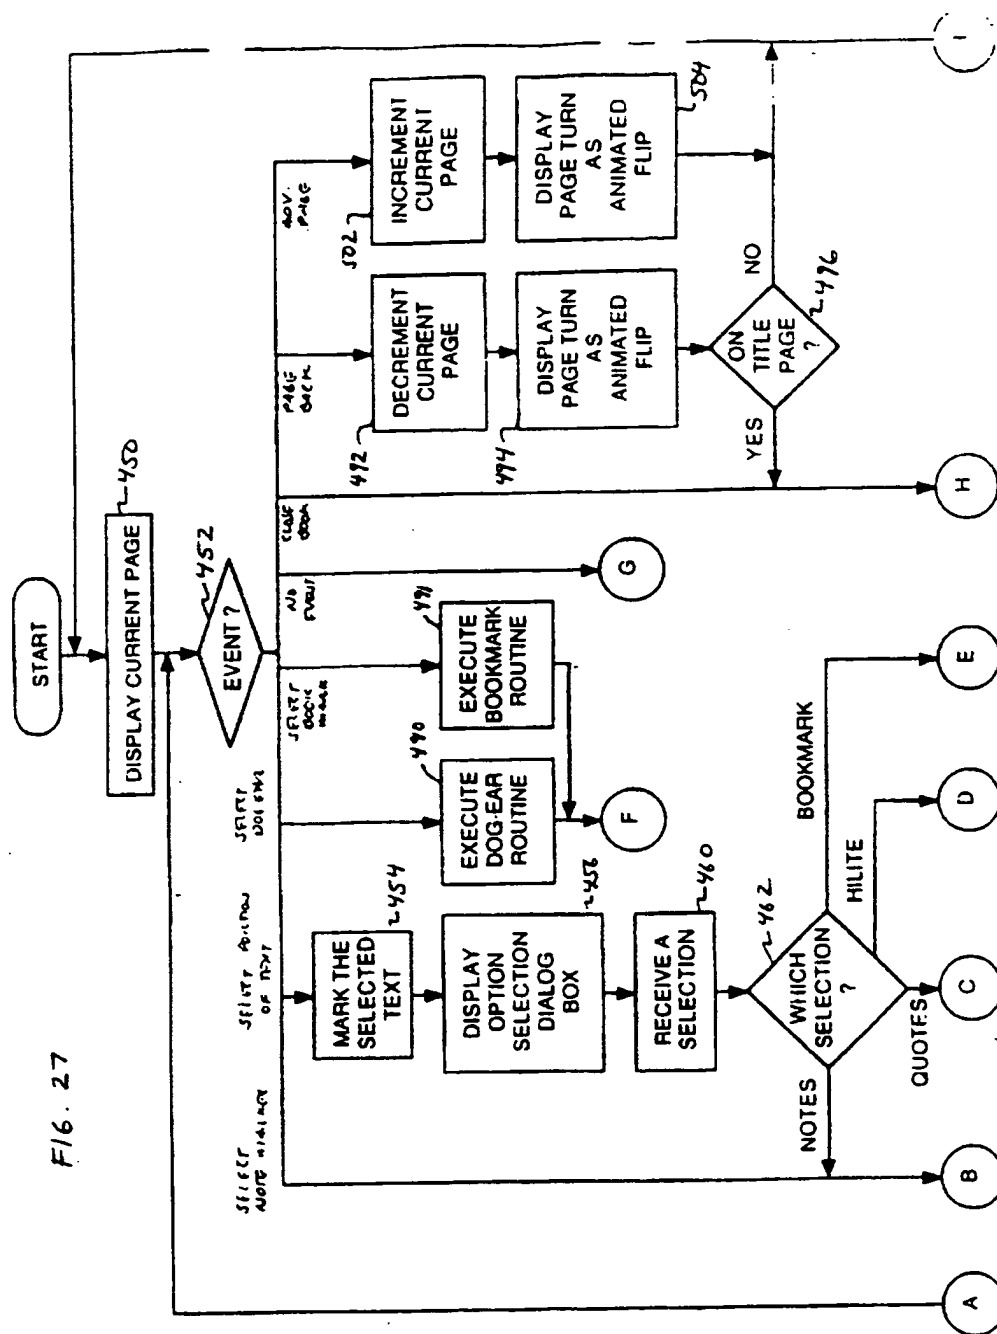 FIG. 27
START
DISPLAY CURRENT PAGE
450
EVENT ?
452
SELECT
NOTE
SELECT PORTION
OF TEXT
SELECT
DOG EAR
SELECT
BOOK
MARK
NO
EVENT
CLOSE
BOOK
PAGE
BACK
ADV.
PAGE
MARK THE
SELECTED
TEXT
454
DISPLAY
OPTION
SELECTION
DIALOG
BOX
456
RECEIVE A
SELECTION
460
WHICH
SELECTION
?
462
NOTES
QUOTES
HILITE
BOOKMARK
EXECUTE
DOG-EAR
ROUTINE
490
EXECUTE
BOOKMARK
ROUTINE
491
DECREMENT
CURRENT
PAGE
492
DISPLAY
PAGE TURN
AS
ANIMATED
FLIP
494
ON
TITLE
PAGE
?
496
YES
NO
INCREMENT
CURRENT
PAGE
502
DISPLAY
PAGE TURN
AS
ANIMATED
FLIP
504
A
B
C
D
E
F
G
H
I